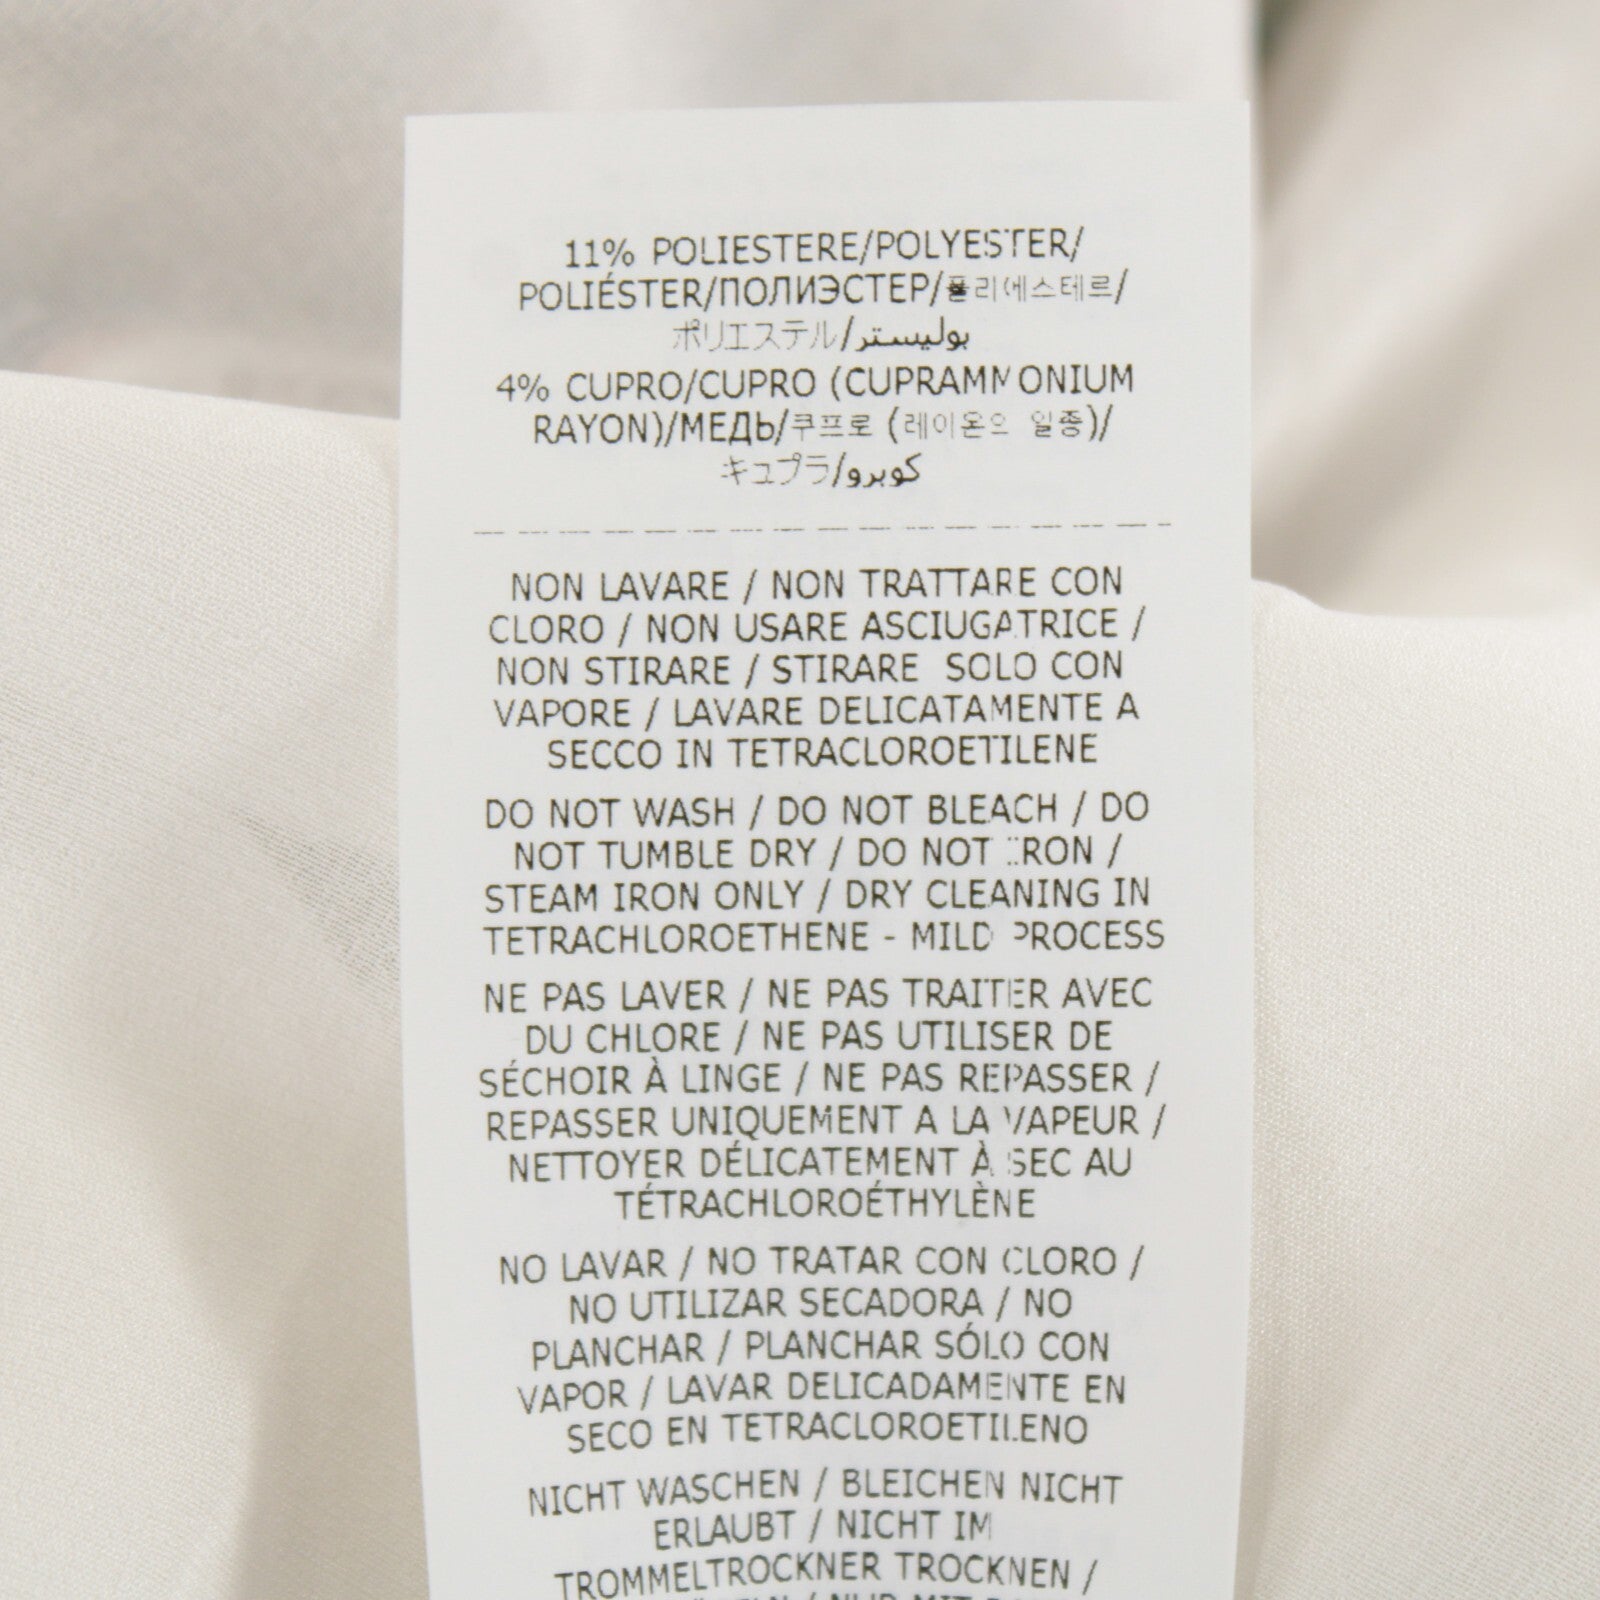 11% POLIESTERE/POLYESTER/
POLIÉSTER/ПОЛИЭСТЕР/폴리에스테르/
ポリエステル/بوليستر
4% CUPRO/CUPRO (CUPRAMMONIUM
RAYON)/МЕДЬ/쿠프로 (레이온의 일종)/
キュプラ/كوبرو
NON LAVARE / NON TRATTARE CON
CLORO / NON USARE ASCIUGATRICE /
NON STIRARE / STIRARE SOLO CON
VAPORE / LAVARE DELICATAMENTE A
SECCO IN TETRACLOROETILENE
DO NOT WASH / DO NOT BLEACH / DO
NOT TUMBLE DRY / DO NOT IRON /
STEAM IRON ONLY / DRY CLEANING IN
TETRACHLOROETHENE - MILD PROCESS
NE PAS LAVER / NE PAS TRAITER AVEC
DU CHLORE / NE PAS UTILISER DE
SÉCHOIR À LINGE / NE PAS REPASSER /
REPASSER UNIQUEMENT A LA VAPEUR /
NETTOYER DÉLICATEMENT À SEC AU
TÉTRACHLOROÉTHYLÈNE
NO LAVAR / NO TRATAR CON CLORO /
NO UTILIZAR SECADORA / NO
PLANCHAR / PLANCHAR SÓLO CON
VAPOR / LAVAR DELICADAMENTE EN
SECO EN TETRACLOROETILENO
NICHT WASCHEN / BLEICHEN NICHT
ERLAUBT / NICHT IM
TROMMELTROCKNER TROCKNEN /
/ NUR MIT